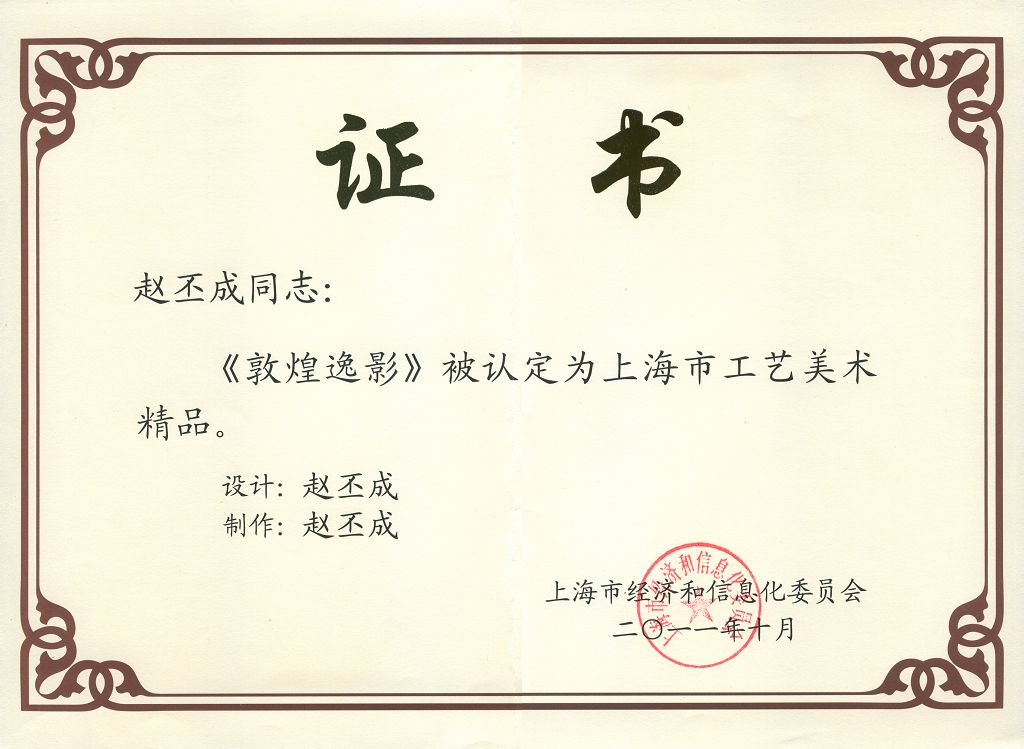 证 书
赵丕成同志：
《敦煌逸影》被认定为上海市工艺美术
精品。
设计：赵丕成
制作：赵丕成
上海市经济和信息化委员会
二〇一一年十月
上海市经济和信息化委员会